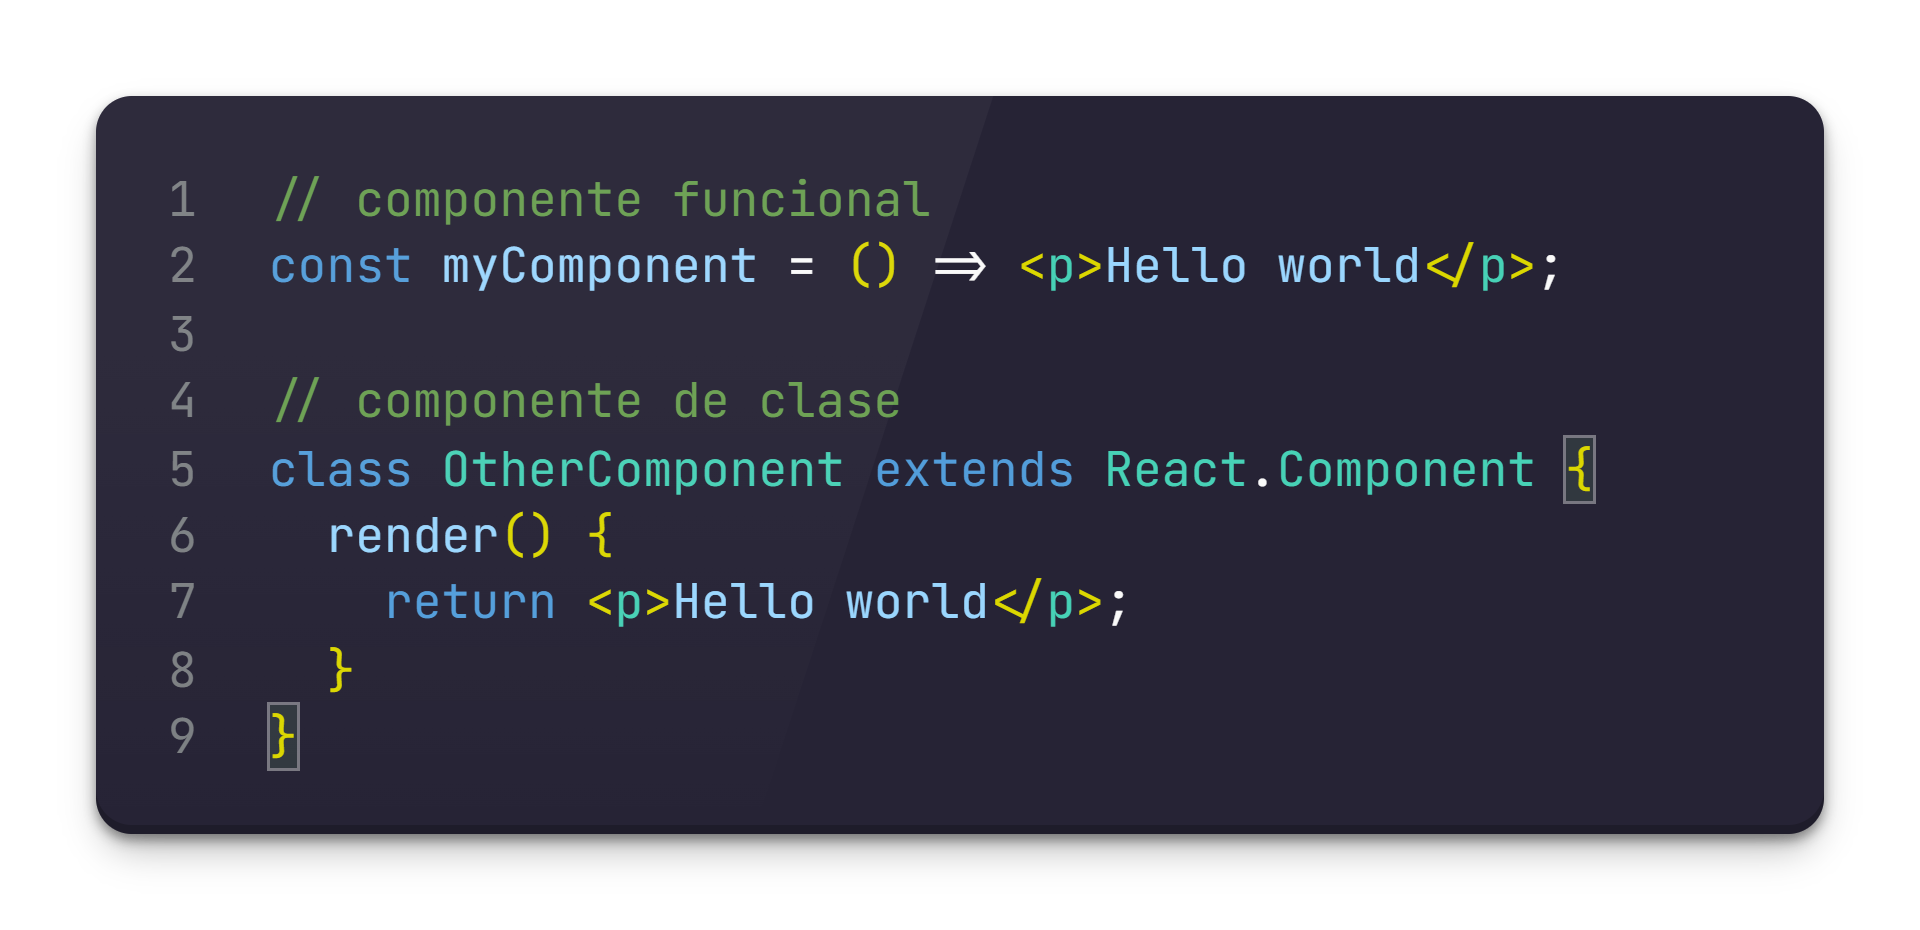 1 // componente funcional
2 const myComponent = () => <p>Hello world</p>;
3
4 // componente de clase
5 class OtherComponent extends React.Component {
6   render() {
7     return <p>Hello world</p>;
8   }
9 }